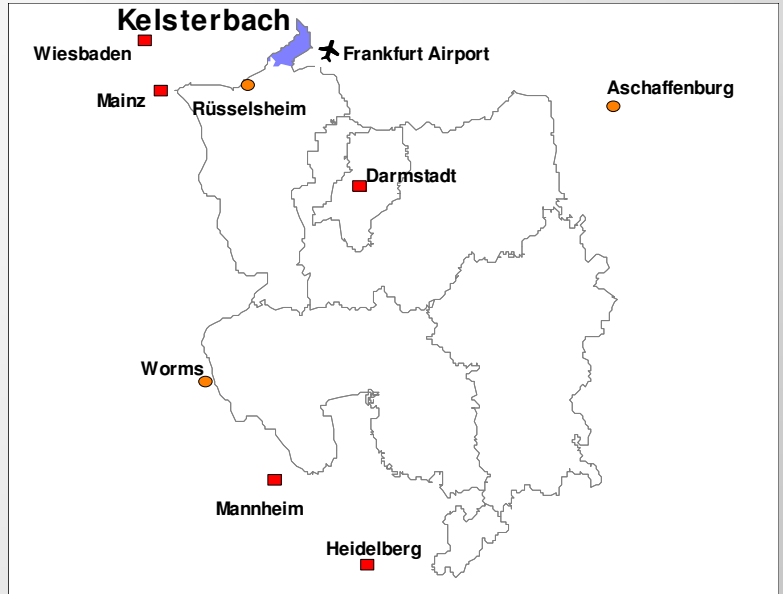 Kelsterbach
Wiesbaden
Frankfurt Airport
Mainz
Rüsselsheim
Aschaffenburg
Darmstadt
Worms
Mannheim
Heidelberg